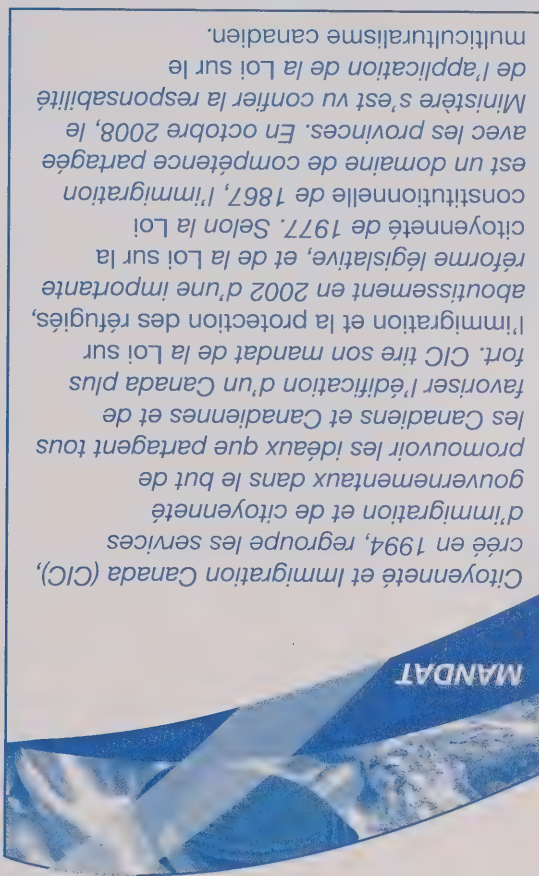 MANDAT
Citoyenneté et Immigration Canada (CIC),
créé en 1994, regroupe les services
d'immigration et de citoyenneté
gouvernementaux dans le but de
promouvoir les idéaux que partagent tous
les Canadiens et Canadiennes et de
favoriser l'édification d'un Canada plus
fort. CIC tire son mandat de la Loi sur
l'immigration et la protection des réfugiés,
aboutissement en 2002 d'une importante
réforme législative, et de la Loi sur la
citoyenneté de 1977. Selon la Loi
constitutionnelle de 1867, l'immigration
est un domaine de compétence partagée
avec les provinces. En octobre 2008, le
Ministère s'est vu confier la responsabilité
de l'application de la Loi sur le
multiculturalisme canadien.